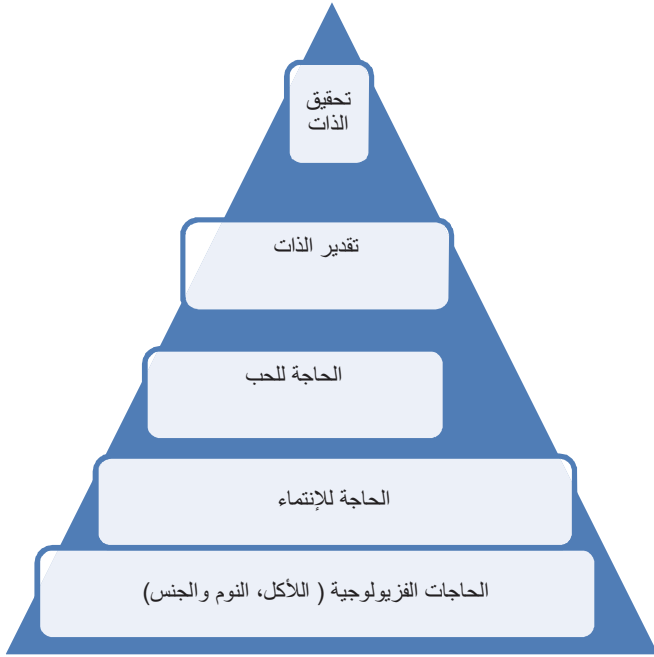 تحقيق
الذات
تقدير الذات
الحاجة للحب
الحاجة للإنتماء
الحاجات الفزيولوجية ( اللأكل، النوم والجنس)